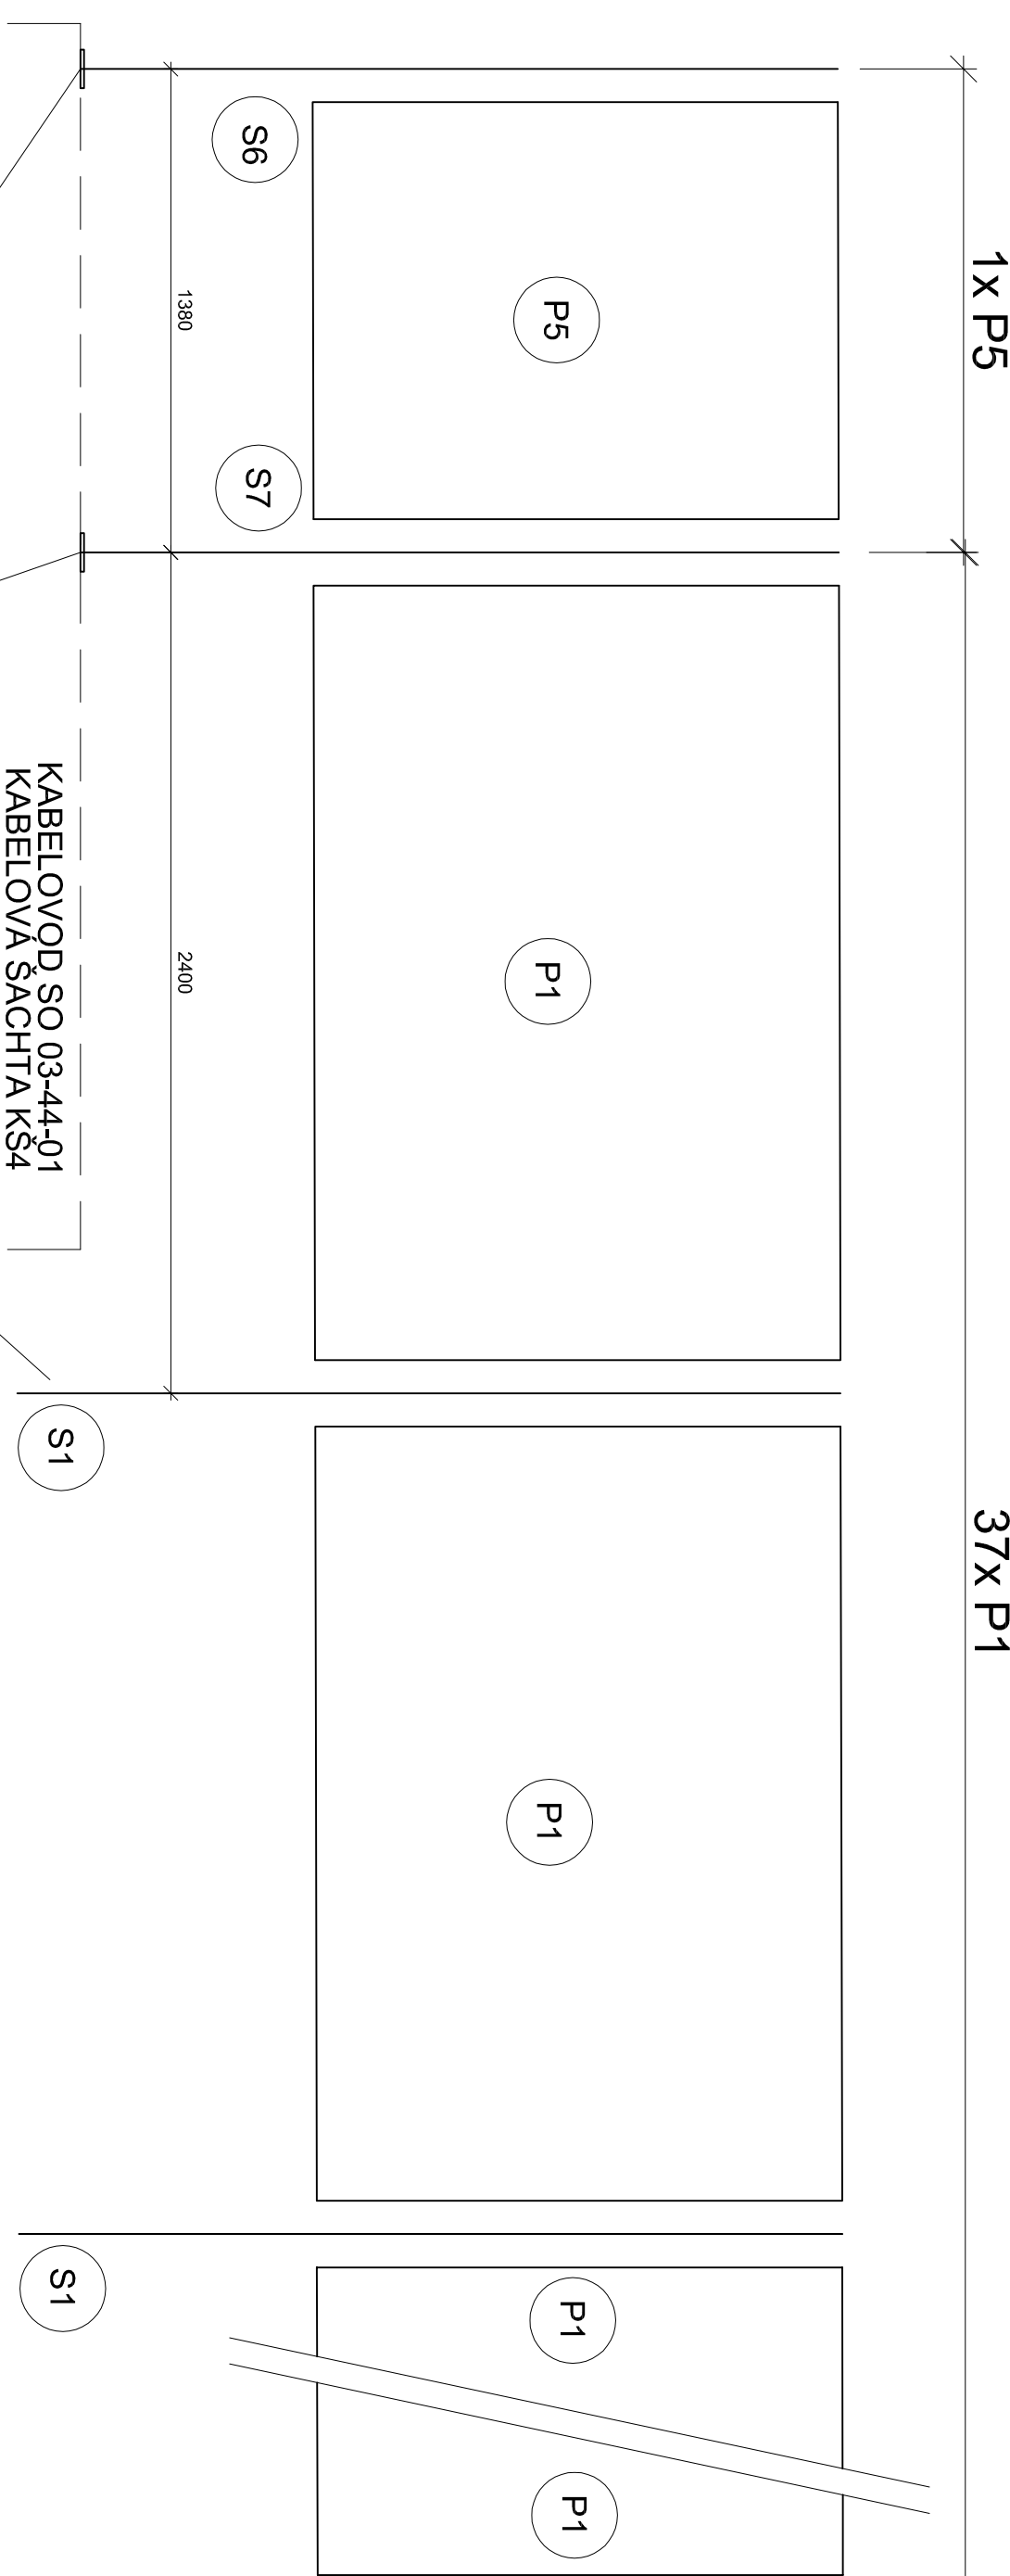 1x P5
37x P1
P5
P1
P1
P1
P1
S6
S7
1380
2400
S1
S1
KABELOVOD SO 03-44-01
KABELOVÁ ŠACHTA KŠ4